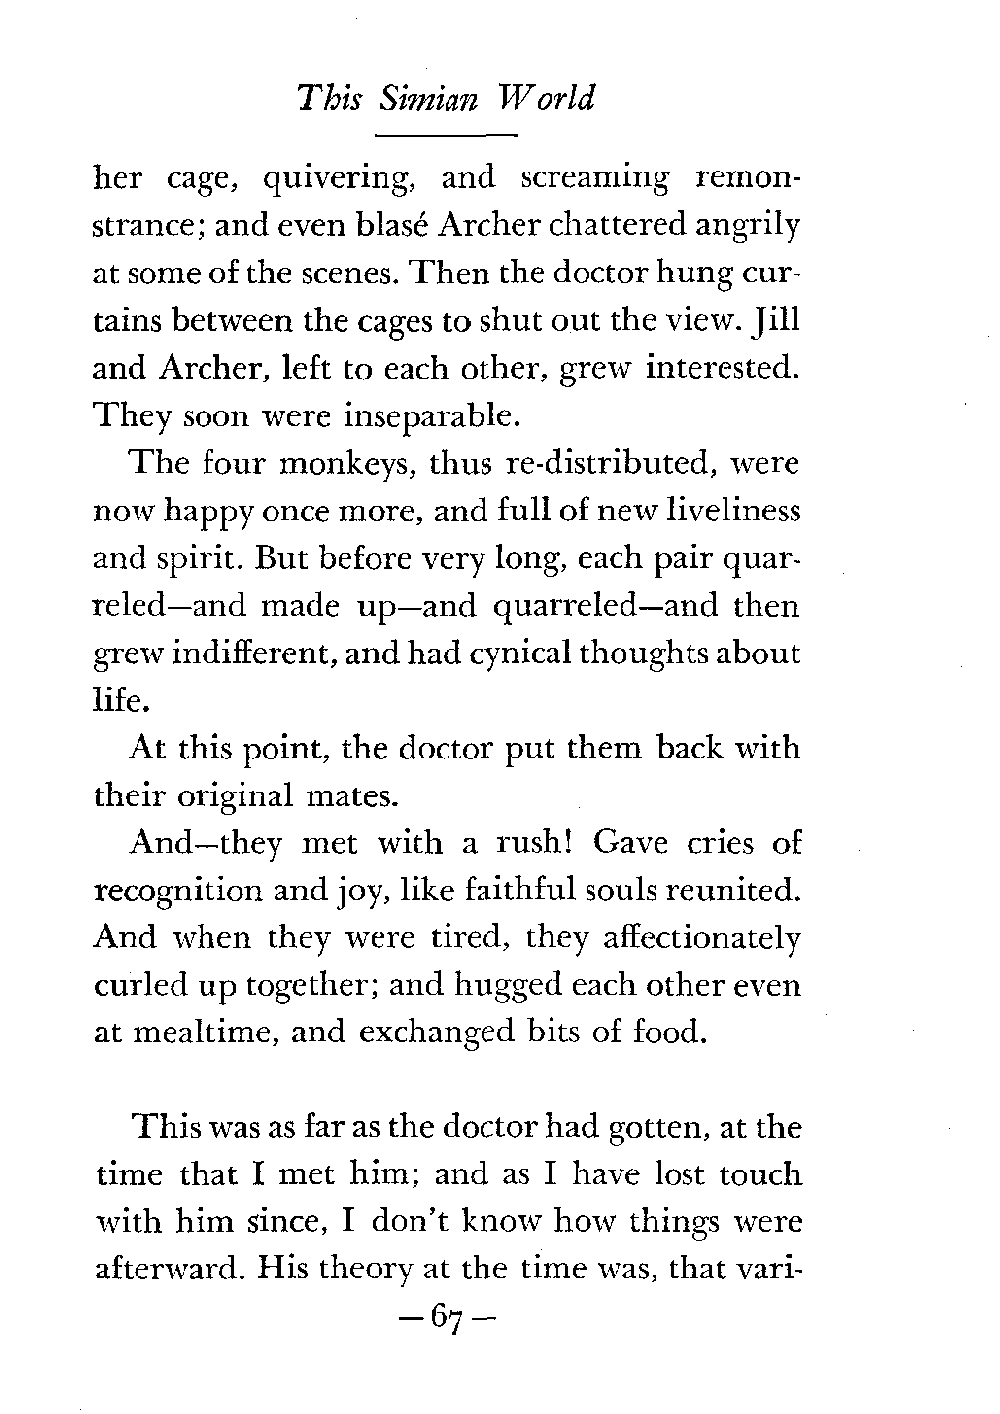 This Simian World
her cage, quivering, and screaming remon-
strance; and even blasé Archer chattered angrily
at some of the scenes. Then the doctor hung cur-
tains between the cages to shut out the view. Jill
and Archer, left to each other, grew interested.
They soon were inseparable.
The four monkeys, thus re-distributed, were
now happy once more, and full of new liveliness
and spirit. But before very long, each pair quar-
reled—and made up—and quarreled—and then
grew indifferent, and had cynical thoughts about
life.
At this point, the doctor put them back with
their original mates.
And—they met with a rush! Gave cries of
recognition and joy, like faithful souls reunited.
And when they were tired, they affectionately
curled up together; and hugged each other even
at mealtime, and exchanged bits of food.
This was as far as the doctor had gotten, at the
time that I met him; and as I have lost touch
with him since, I don't know how things were
afterward. His theory at the time was, that vari-
— 67 —